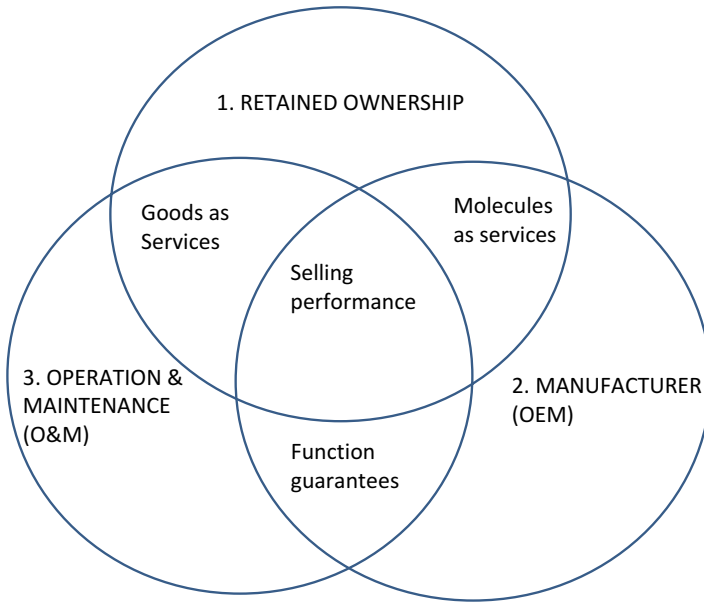 1. RETAINED OWNERSHIP
Goods as
Services
Molecules
as services
Selling
performance
3. OPERATION &
MAINTENANCE
(O&M)
2. MANUFACTURER
(OEM)
Function
guarantees